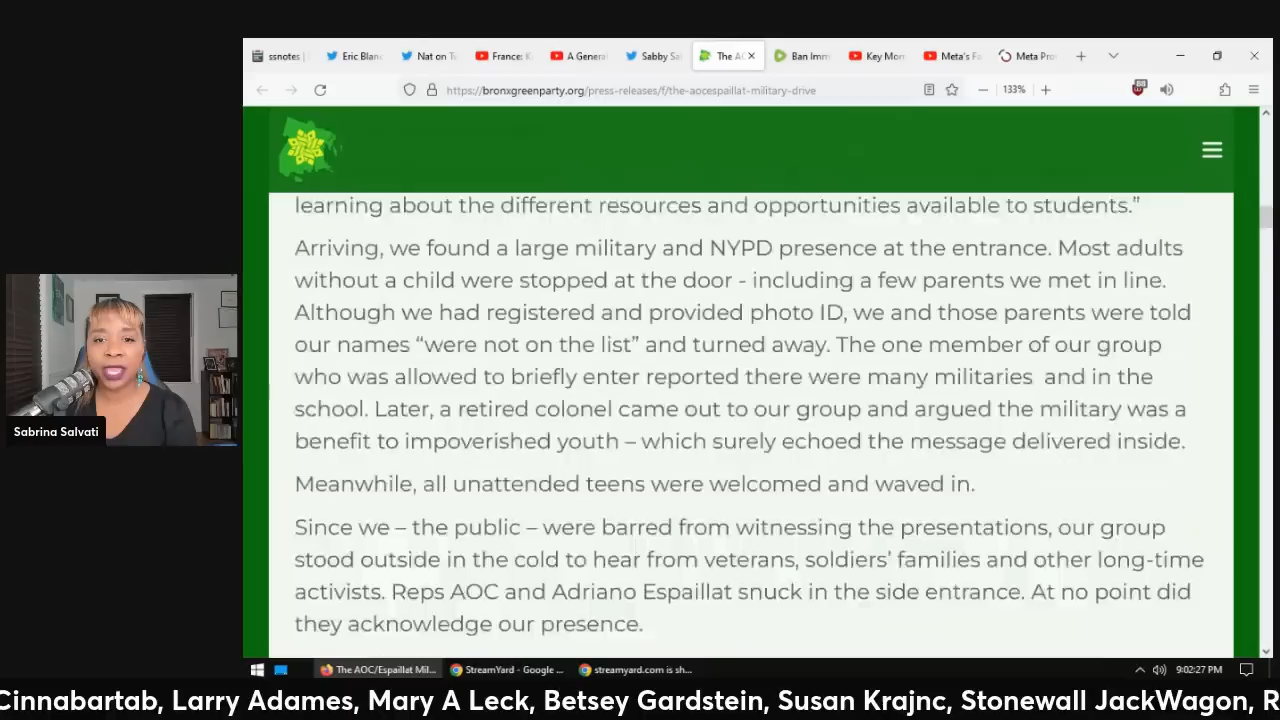 ssnotes |
Eric Blanc
Nat on Tw
France: K
A General
Sabby Sa
The AO
Ban Imm
Key Mom
Meta's Fa
Meta Pro
https://bronxgreenparty.org/press-releases/f/the-aocespaillat-military-drive
133%
learning about the different resources and opportunities available to students.”
Arriving, we found a large military and NYPD presence at the entrance. Most adults
without a child were stopped at the door - including a few parents we met in line.
Although we had registered and provided photo ID, we and those parents were told
our names “were not on the list” and turned away. The one member of our group
who was allowed to briefly enter reported there were many militaries and in the
school. Later, a retired colonel came out to our group and argued the military was a
benefit to impoverished youth – which surely echoed the message delivered inside.
Meanwhile, all unattended teens were welcomed and waved in.
Since we – the public – were barred from witnessing the presentations, our group
stood outside in the cold to hear from veterans, soldiers’ families and other long-time
activists. Reps AOC and Adriano Espaillat snuck in the side entrance. At no point did
they acknowledge our presence.
Sabrina Salvati
The AOC/Espaillat Mil...
StreamYard - Google ...
streamyard.com is sh...
9:02:27 PM
Cinnabartab, Larry Adames, Mary A Leck, Betsey Gardstein, Susan Krajnc, Stonewall JackWagon, R